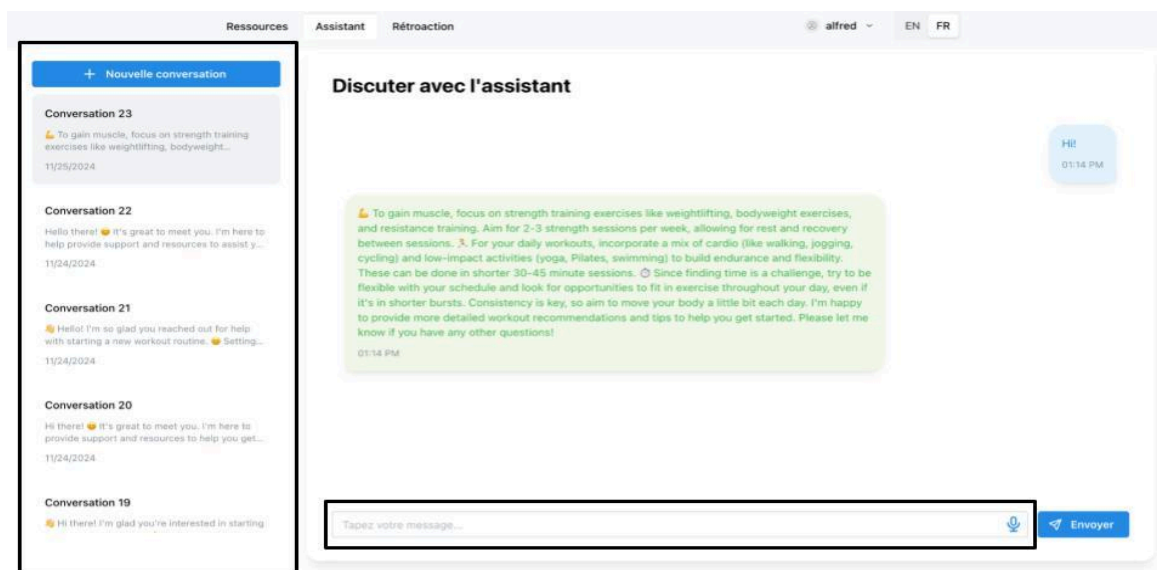 Ressources Assistant Rétroaction alfred EN FR
+ Nouvelle conversation
Conversation 23
💪 To gain muscle, focus on strength training
exercises like weightlifting, bodyweight...
11/25/2024
Conversation 22
Hello there! 😊 It's great to meet you. I'm here to
help provide support and resources to assist y...
11/24/2024
Conversation 21
👋 Hello! I'm so glad you reached out for help
with starting a new workout routine. 😊 Setting...
11/24/2024
Conversation 20
Hi there! 😊 It's great to meet you. I'm here to
provide support and resources to help you get...
11/24/2024
Conversation 19
👋 Hi there! I'm glad you're interested in starting
Discuter avec l'assistant
Hi!
01:14 PM
💪 To gain muscle, focus on strength training exercises like weightlifting, bodyweight exercises,
and resistance training. Aim for 2-3 strength sessions per week, allowing for rest and recovery
between sessions. 🏃 For your daily workouts, incorporate a mix of cardio (like walking, jogging,
cycling) and low-impact activities (yoga, Pilates, swimming) to build endurance and flexibility.
These can be done in shorter 30-45 minute sessions. ⏱ Since finding time is a challenge, try to be
flexible with your schedule and look for opportunities to fit in exercise throughout your day, even if
it's in shorter bursts. Consistency is key, so aim to move your body a little bit each day. I'm happy
to provide more detailed workout recommendations and tips to help you get started. Please let me
know if you have any other questions!
01:14 PM
Tapez votre message...
Envoyer